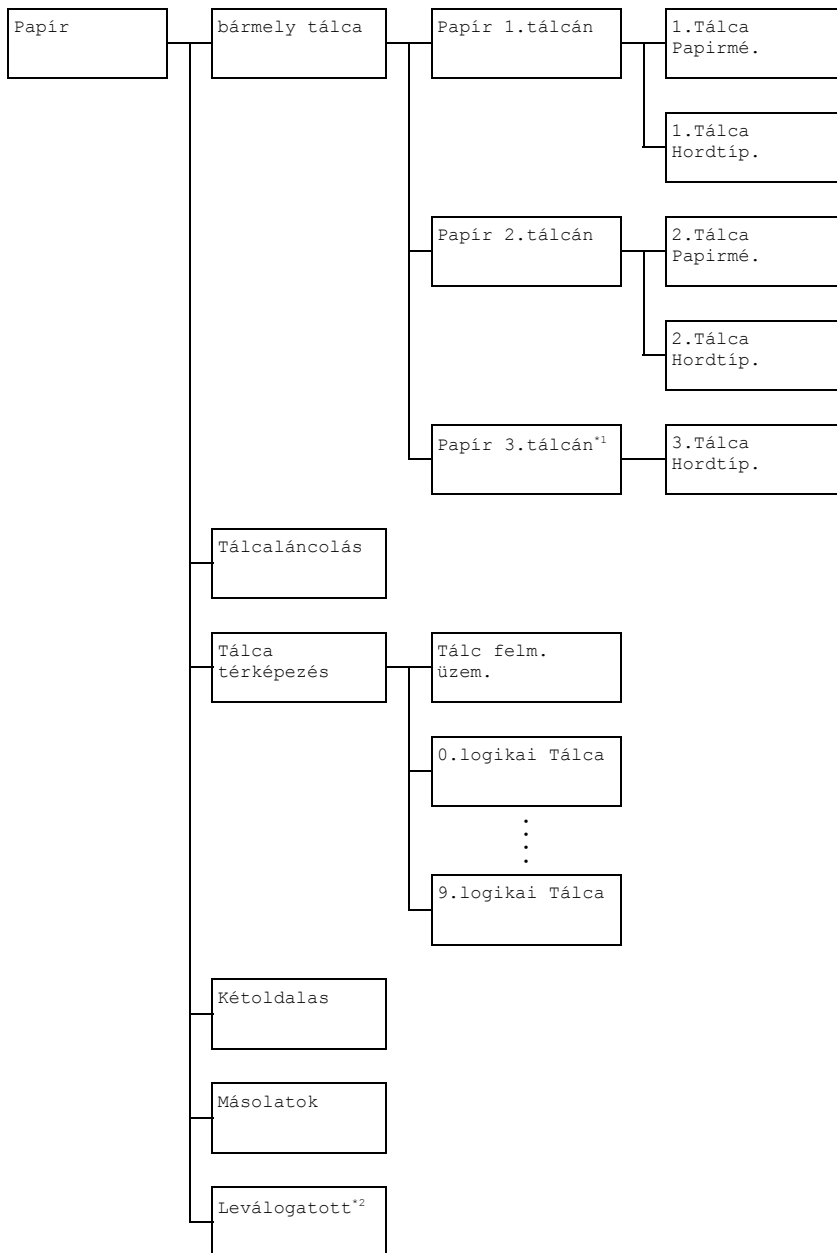 Papír
bármely tálca
Papír 1.tálcán
1.Tálca
Papirmé.
1.Tálca
Hordtíp.
Papír 2.tálcán
2.Tálca
Papirmé.
2.Tálca
Hordtíp.
Papír 3.tálcán*1
3.Tálca
Hordtíp.
Tálcaláncolás
Tálca
térképezés
Tálc felm.
üzem.
0.logikai Tálca
9.logikai Tálca
Kétoldalas
Másolatok
Leválogatott*2